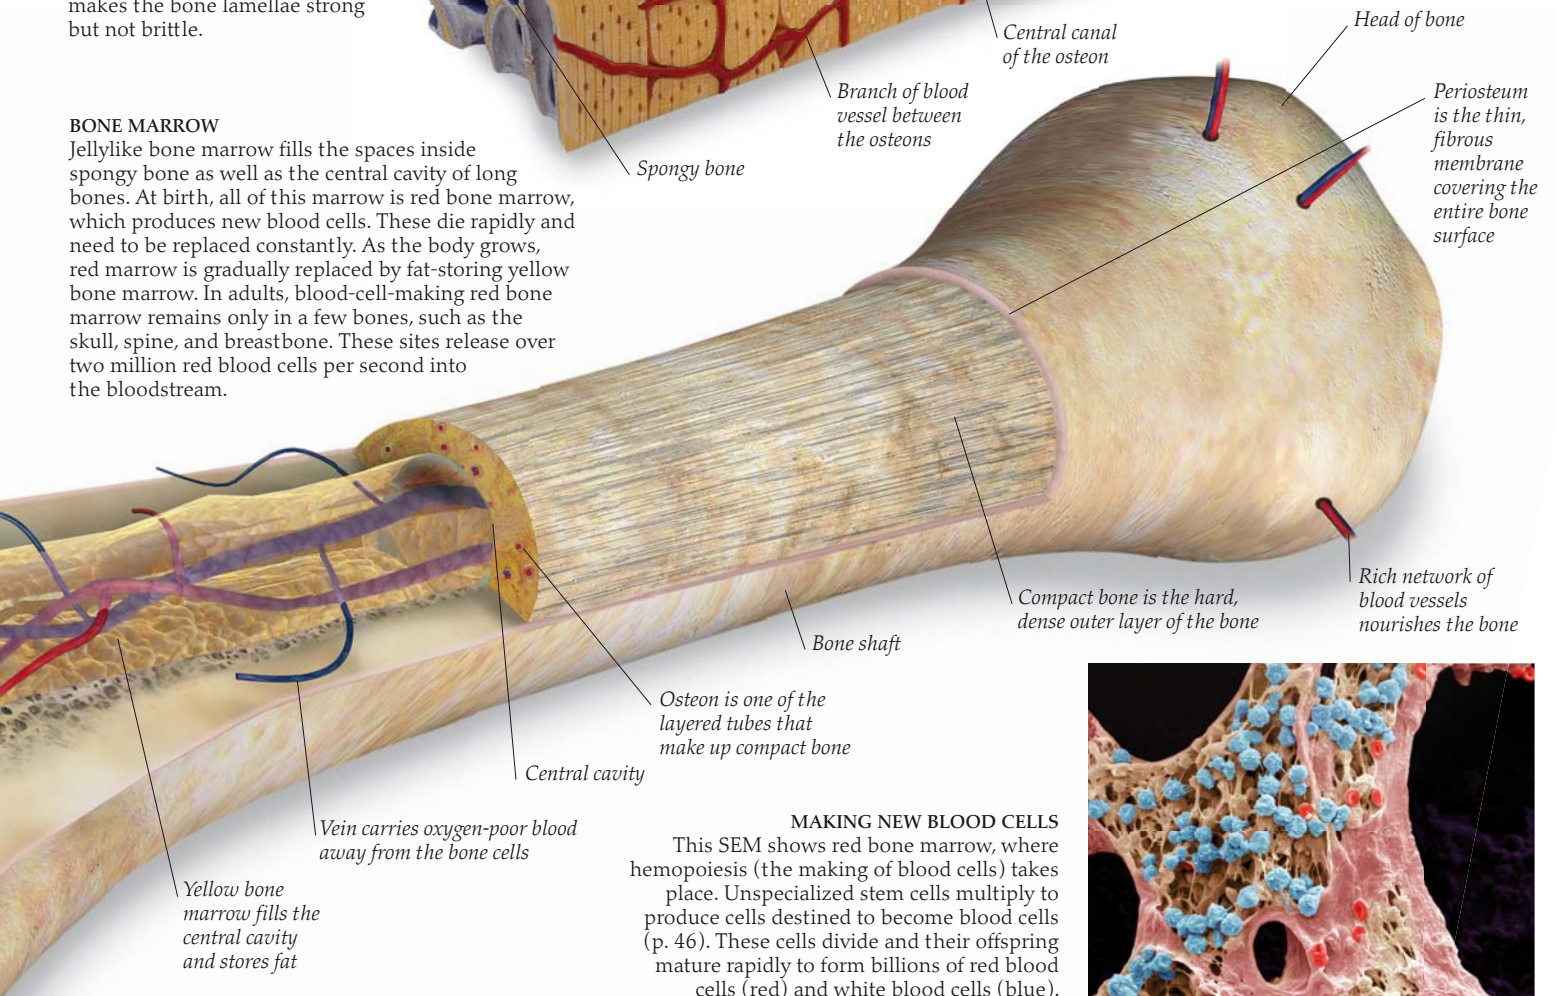 makes the bone lamellae strong
but not brittle.
Central canal
of the osteon
Head of bone
Branch of blood
vessel between
the osteons
Periosteum
is the thin,
fibrous
membrane
covering the
entire bone
surface
Spongy bone
BONE MARROW
Jellylike bone marrow fills the spaces inside
spongy bone as well as the central cavity of long
bones. At birth, all of this marrow is red bone marrow,
which produces new blood cells. These die rapidly and
need to be replaced constantly. As the body grows,
red marrow is gradually replaced by fat-storing yellow
bone marrow. In adults, blood-cell-making red bone
marrow remains only in a few bones, such as the
skull, spine, and breastbone. These sites release over
two million red blood cells per second into
the bloodstream.
Rich network of
blood vessels
nourishes the bone
Compact bone is the hard,
dense outer layer of the bone
Bone shaft
Osteon is one of the
layered tubes that
make up compact bone
Central cavity
Vein carries oxygen-poor blood
away from the bone cells
Yellow bone
marrow fills the
central cavity
and stores fat
MAKING NEW BLOOD CELLS
This SEM shows red bone marrow, where
hemopoiesis (the making of blood cells) takes
place. Unspecialized stem cells multiply to
produce cells destined to become blood cells
(p. 46). These cells divide and their offspring
mature rapidly to form billions of red blood
cells (red) and white blood cells (blue).